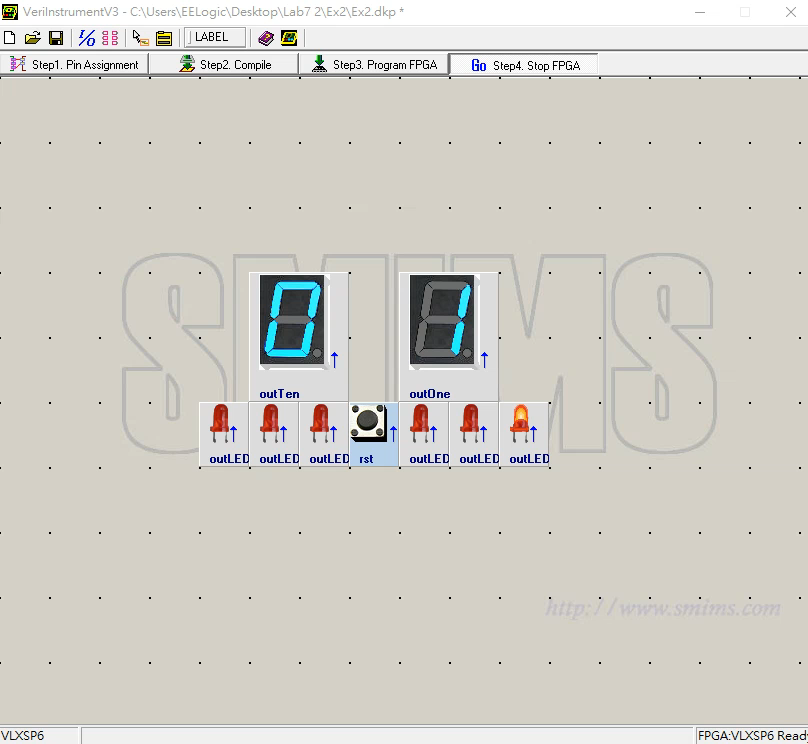 VeriInstrumentV3 - C:\Users\EELogic\Desktop\Lab7 2\Ex2\Ex2.dkp *
I/O LABEL
Step1. Pin Assignment Step2. Compile Step3. Program FPGA Go Step4. Stop FPGA
SMIMS
0 1
outTen outOne
outLED outLED outLED rst outLED outLED outLED
http://www.smims.com
VLXSP6 FPGA:VLXSP6 Read